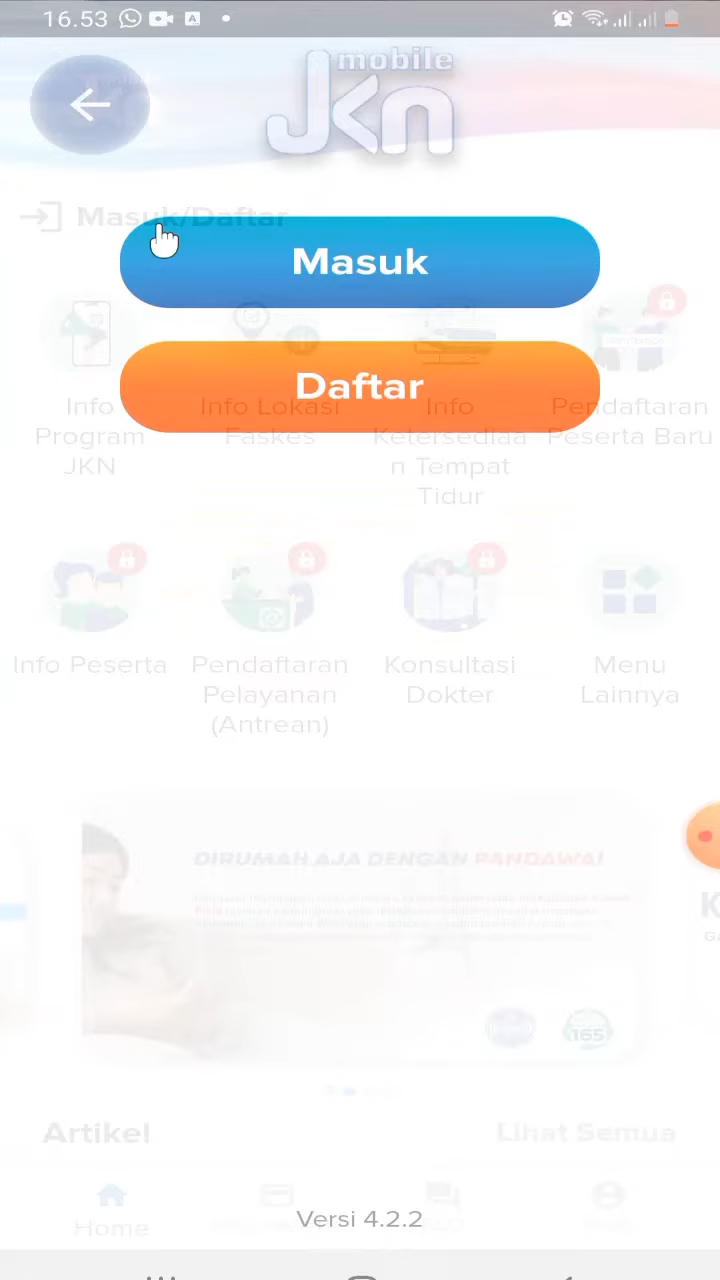 16.53
mobile
JKn
Masuk/Daftar
Masuk
Daftar
Info
Program
JKN
Info Lokasi
Faskes
Info
Ketersediaa
n Tempat
Tidur
Pendaftaran
Peserta Baru
Info Peserta
Pendaftaran
Pelayanan
(Antrean)
Konsultasi
Dokter
Menu
Lainnya
DIRUMAH AJA DENGAN PANDAWA!
165
Artikel
Lihat Semua
Home
Versi 4.2.2